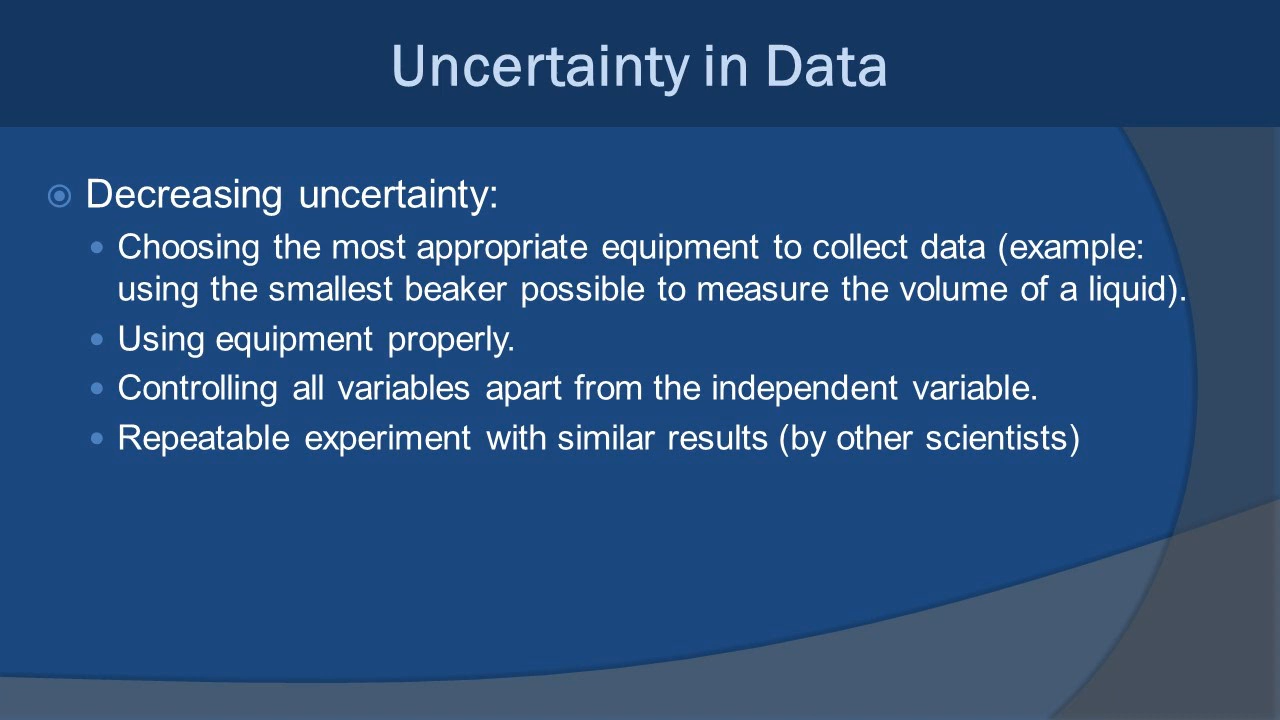 Uncertainty in Data
Decreasing uncertainty:
Choosing the most appropriate equipment to collect data (example:
using the smallest beaker possible to measure the volume of a liquid).
Using equipment properly.
Controlling all variables apart from the independent variable.
Repeatable experiment with similar results (by other scientists)